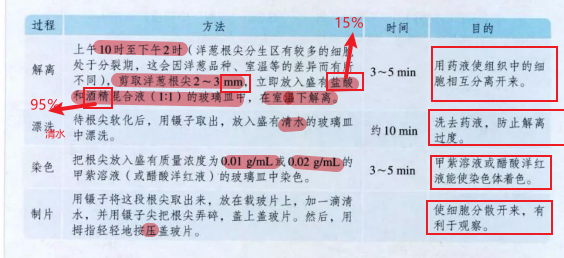 15%
过程 方法 时间 目的
上午10时至下午2时（洋葱根尖分生区有较多的细胞
处于分裂期，这会因洋葱品种、室温等的差异而有所
解离 不同），剪取洋葱根尖2~3 mm，立即放入盛有盐酸 3~5 min 用药液使组织中的细
和酒精混合液（1∶1）的玻璃皿中，在室温下解离。 胞相互分离开来。
95%
清水
漂洗 待根尖软化后，用镊子取出，放入盛有清水的玻璃皿 约10 min 洗去药液，防止解离
中漂洗。 过度。
染色 把根尖放入盛有质量浓度为0.01 g/mL或0.02 g/mL的 3~5 min 甲紫溶液或醋酸洋红
甲紫溶液（或醋酸洋红液）的玻璃皿中染色。 液能使染色体着色。
用镊子将这段根尖取出来，放在载玻片上，加一滴清
制片 水，并用镊子尖把根尖弄碎，盖上盖玻片。然后，用 使细胞分散开来，有
拇指轻轻地按压盖玻片。 利于观察。